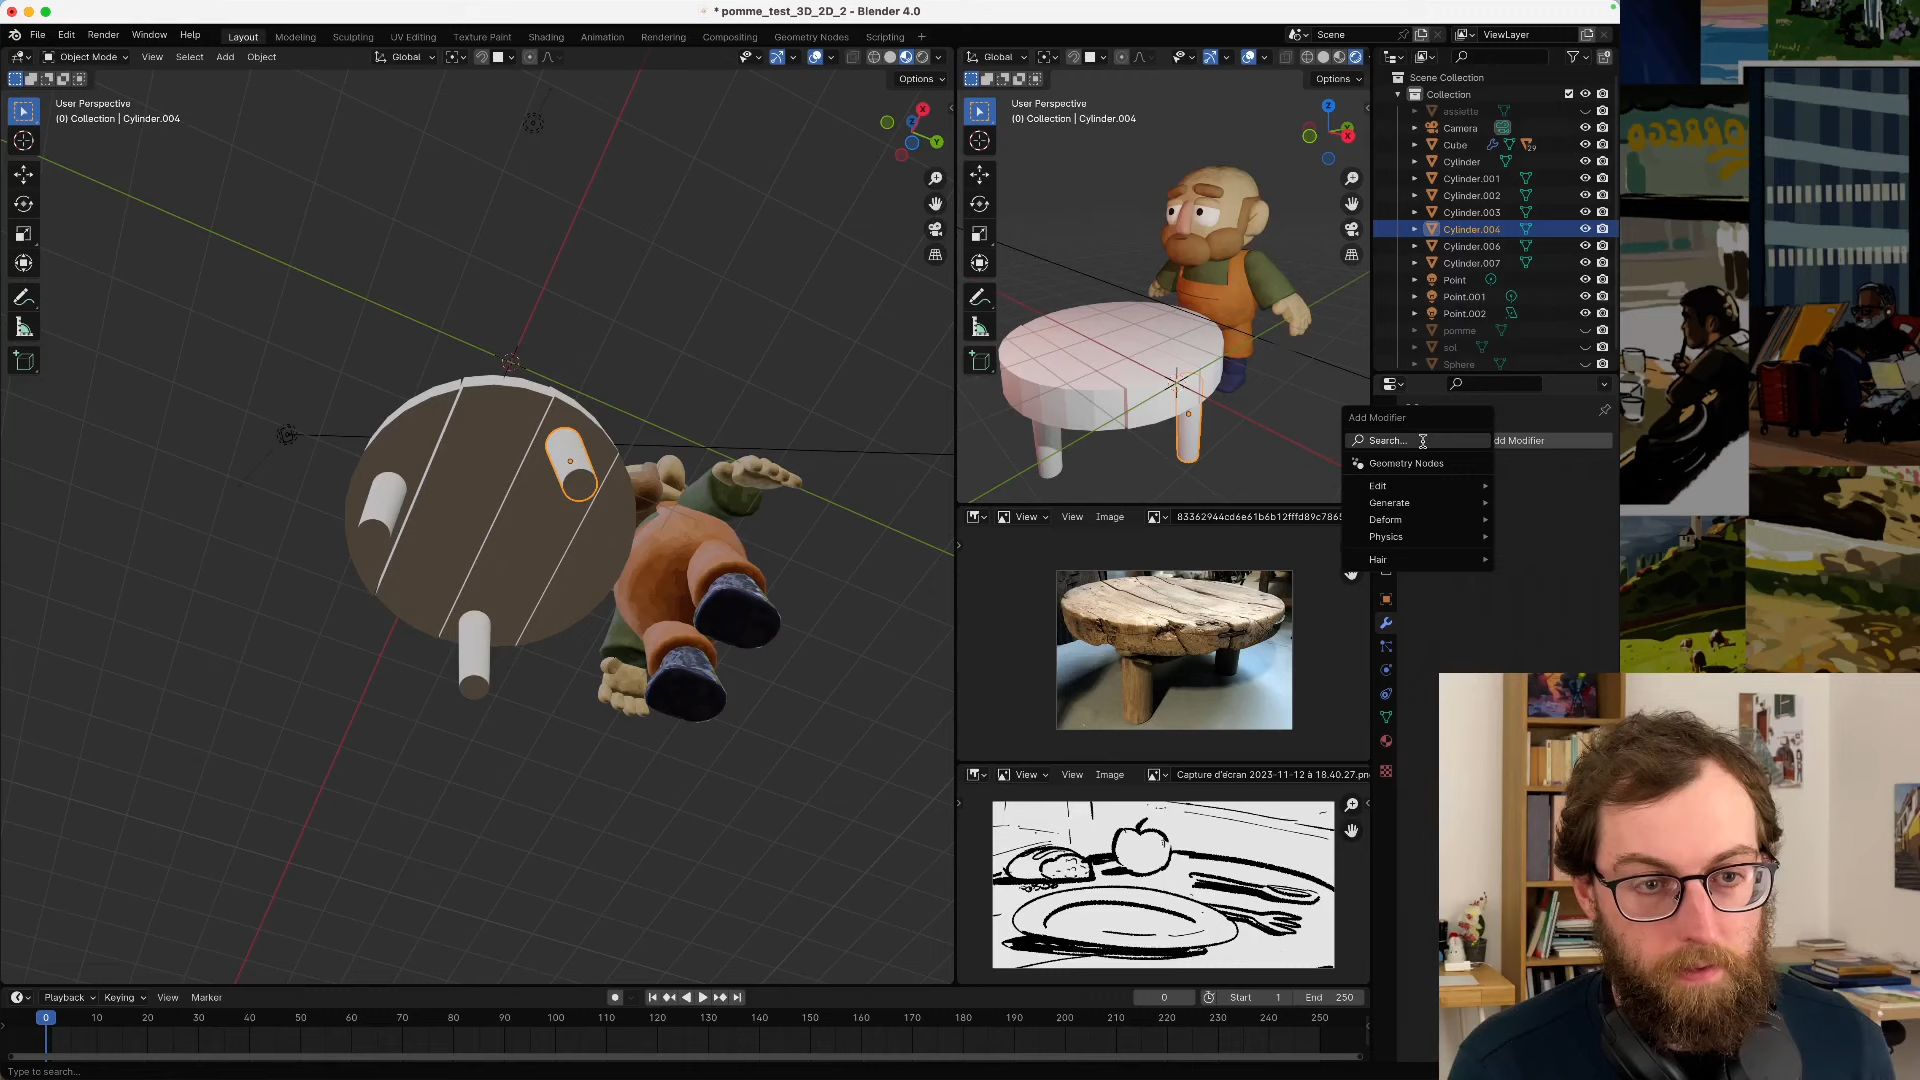 * pomme_test_3D_2D_2 - Blender 4.0
File Edit Render Window Help
Layout Modeling Sculpting UV Editing Texture Paint Shading Animation Rendering Compositing Geometry Nodes Scripting +
Scene
ViewLayer
Object Mode View Select Add Object Global
Options
User Perspective
(0) Collection | Cylinder.004
X
Y
Z
Global
Options
User Perspective
(0) Collection | Cylinder.004
Z
Y
X
Scene Collection
Collection
assiette
Camera
Cube 29
Cylinder
Cylinder.001
Cylinder.002
Cylinder.003
Cylinder.004
Cylinder.006
Cylinder.007
Point
Point.001
Point.002
pomme
sol
Sphere
Add Modifier
Search...
dd Modifier
Geometry Nodes
Edit
Generate
Deform
Physics
Hair
View View Image
View View Image Capture d'écran 2023-11-12 à 18.40.27.pn
Playback Keying View Marker
0 Start 1 End 250
0 10 20 30 40 50 60 70 80 90 100 110 120 130 140 150 160 170 180 190 200 210 220 230 240 250
Type to search...